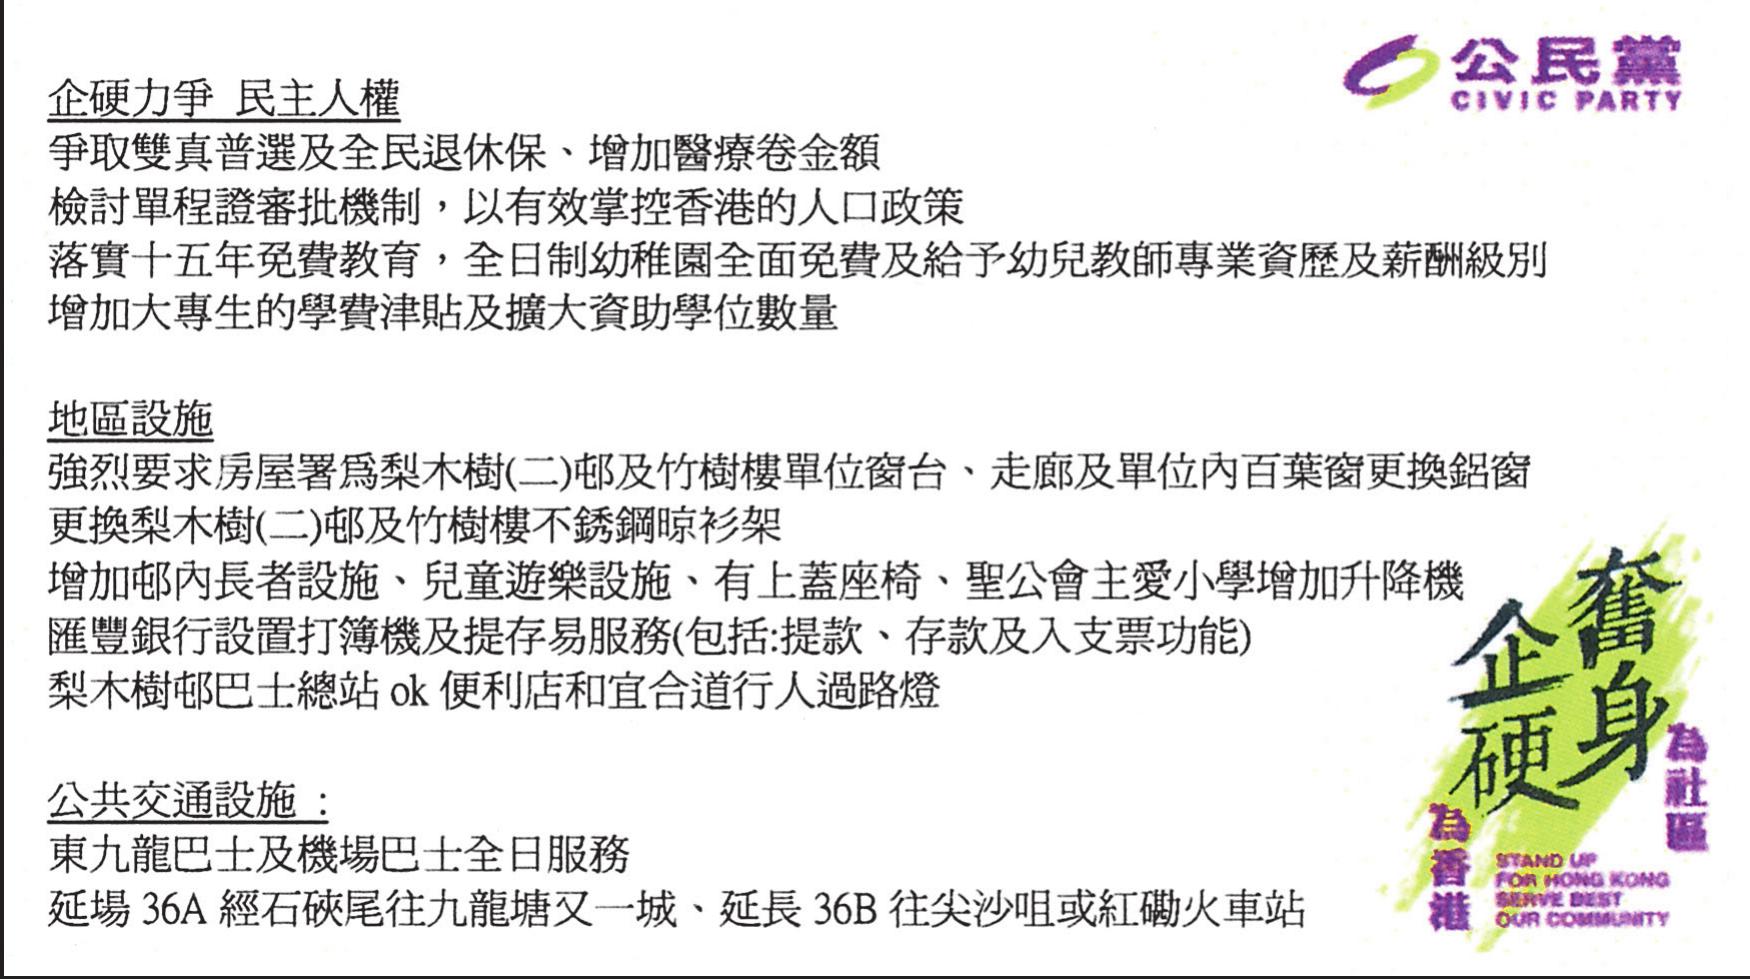 公民黨
CIVIC PARTY
企硬力爭 民主人權
爭取雙真普選及全民退休保、增加醫療卷金額
檢討單程證審批機制，以有效掌控香港的人口政策
落實十五年免費教育，全日制幼稚園全面免費及給予幼兒教師專業資歷及薪酬級別
增加大專生的學費津貼及擴大資助學位數量
地區設施
強烈要求房屋署爲梨木樹(二)邨及竹樹樓單位窗台、走廊及單位內百葉窗更換鋁窗
更換梨木樹(二)邨及竹樹樓不銹鋼晾衫架
增加邨內長者設施、兒童遊樂設施、有上蓋座椅、聖公會主愛小學增加升降機
匯豐銀行設置打簿機及提存易服務(包括:提款、存款及入支票功能)
梨木樹邨巴士總站 ok 便利店和宜合道行人過路燈
公共交通設施 :
東九龍巴士及機場巴士全日服務
延場 36A 經石硤尾往九龍塘又一城、延長 36B 往尖沙咀或紅磡火車站
奮身
為社區
企硬
為香港
STAND UP
FOR HONG KONG
SERVE BEST
OUR COMMUNITY